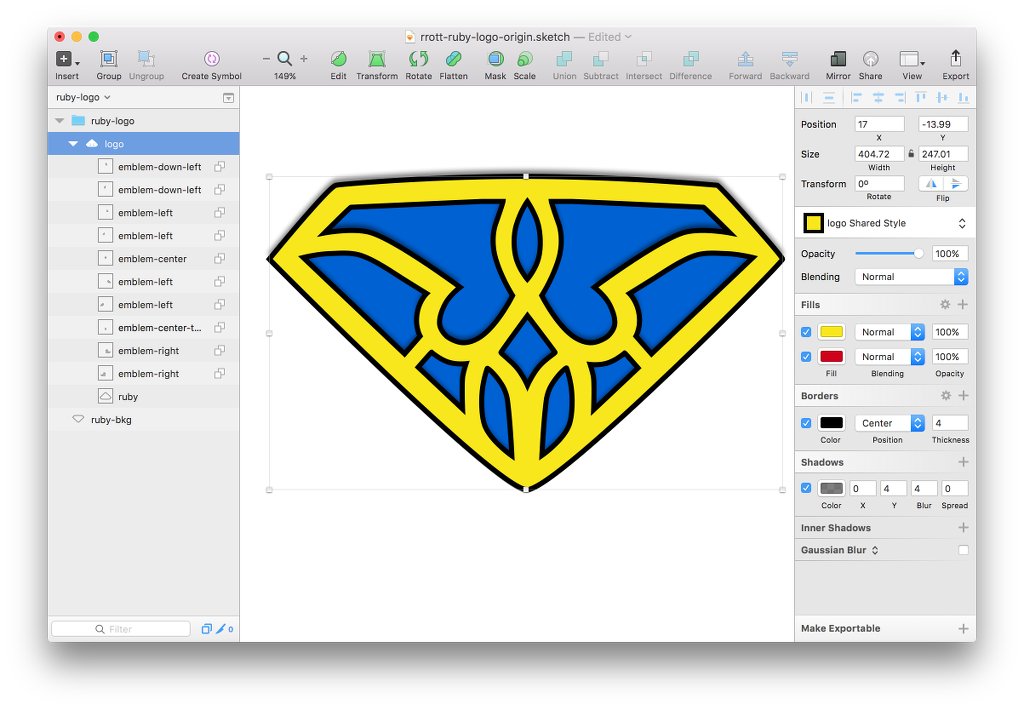 rrott-ruby-logo-origin.sketch — Edited
Insert Group Ungroup Create Symbol 149% Edit Transform Rotate Flatten Mask Scale Union Subtract Intersect Difference Forward Backward Mirror Share View Export
ruby-logo
ruby-logo
logo
emblem-down-left
emblem-down-left
emblem-left
emblem-left
emblem-center
emblem-left
emblem-left
emblem-center-t...
emblem-right
emblem-right
ruby
ruby-bkg
Filter
0
Position 17 -13.99
X Y
Size 404.72 247.01
Width Height
Transform 0º
Rotate Flip
logo Shared Style
Opacity 100%
Blending Normal
Fills
Normal 100%
Normal 100%
Fill Blending Opacity
Borders
Center 4
Color Position Thickness
Shadows
0 4 4 0
Color X Y Blur Spread
Inner Shadows
Gaussian Blur
Make Exportable